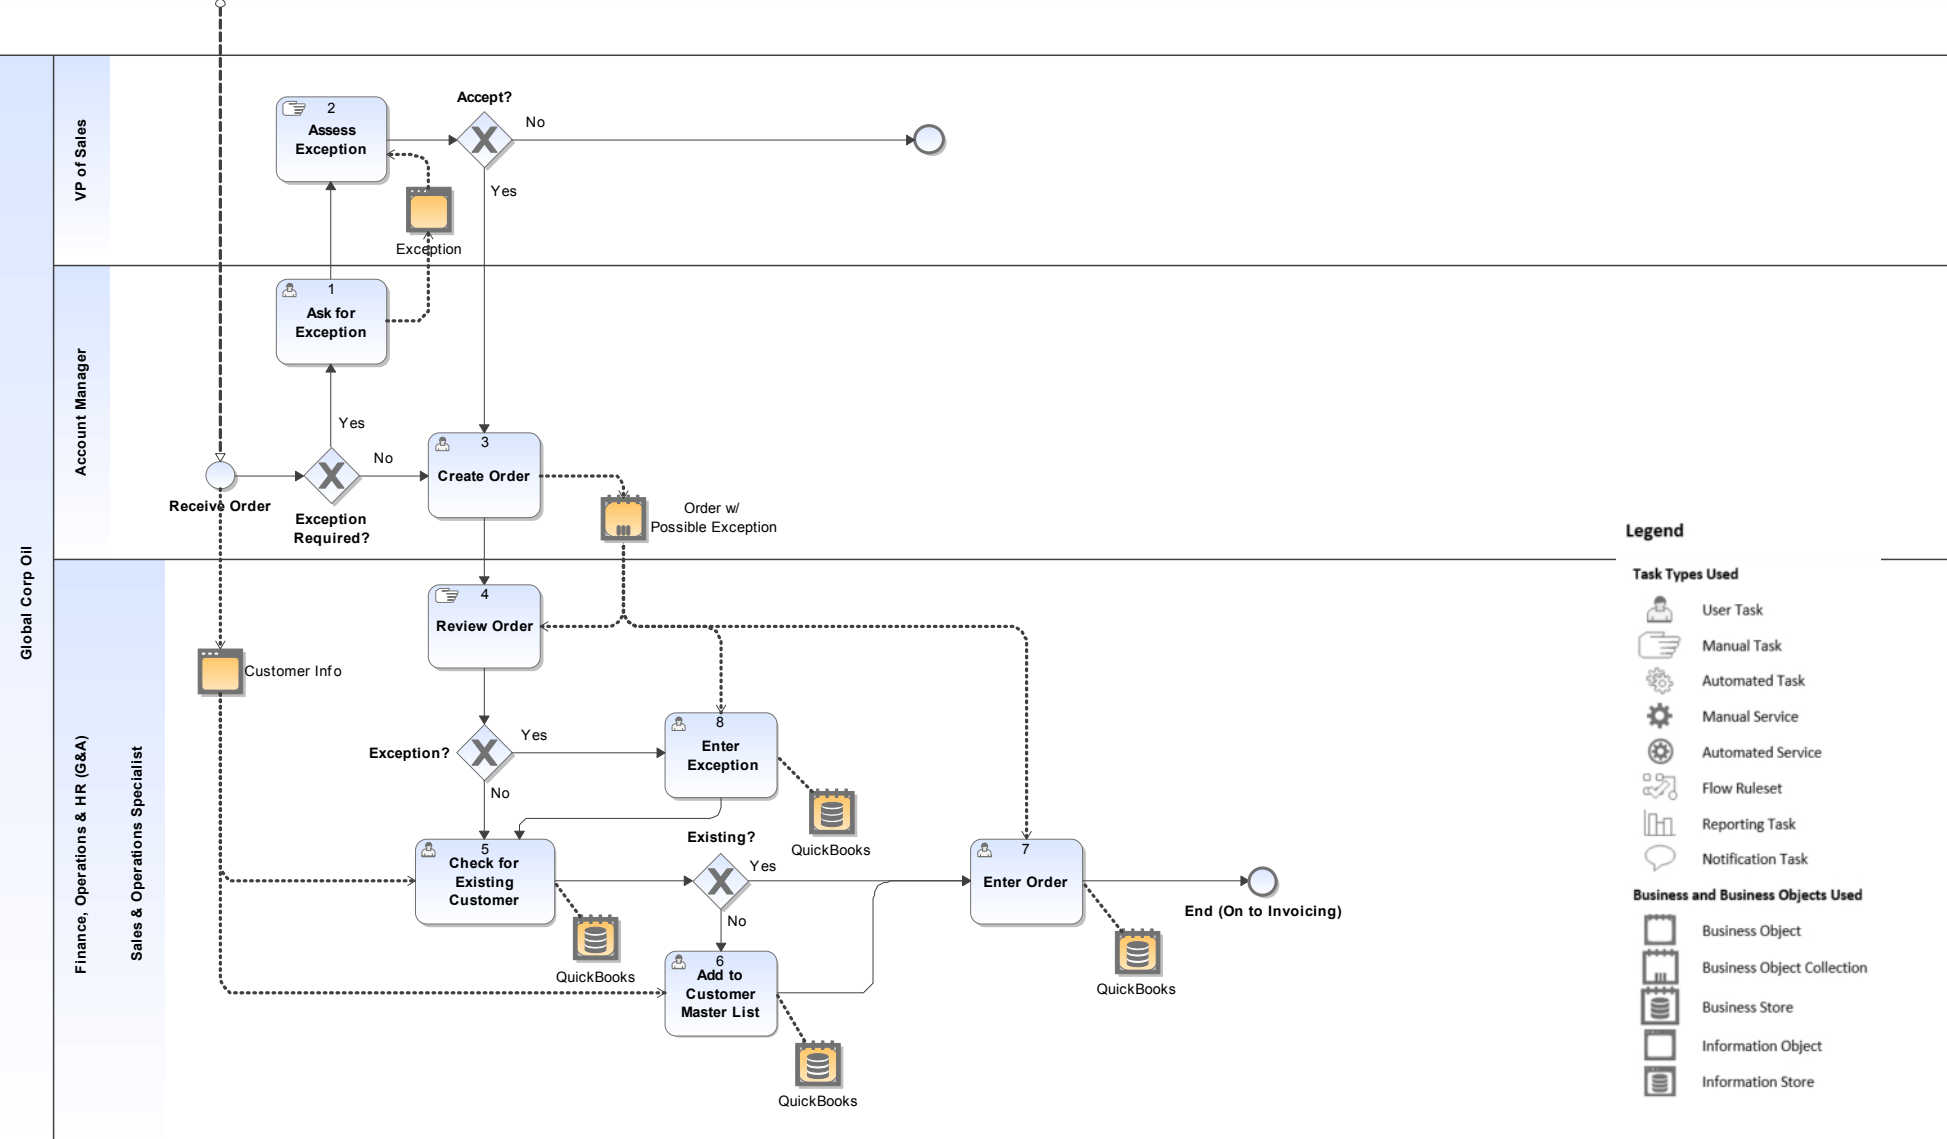 Global Corp Oil
VP of Sales
2
Assess
Exception
Accept?
No
Yes
Exception
Account Manager
1
Ask for
Exception
Yes
No
Receive Order
Exception
Required?
3
Create Order
Order w/
Possible Exception
Finance, Operations & HR (G&A)
Sales & Operations Specialist
Customer Info
4
Review Order
Exception?
Yes
No
8
Enter
Exception
QuickBooks
5
Check for
Existing
Customer
QuickBooks
Existing?
Yes
No
6
Add to
Customer
Master List
QuickBooks
7
Enter Order
QuickBooks
End (On to Invoicing)
Legend
Task Types Used
User Task
Manual Task
Automated Task
Manual Service
Automated Service
Flow Ruleset
Reporting Task
Notification Task
Business and Business Objects Used
Business Object
Business Object Collection
Business Store
Information Object
Information Store